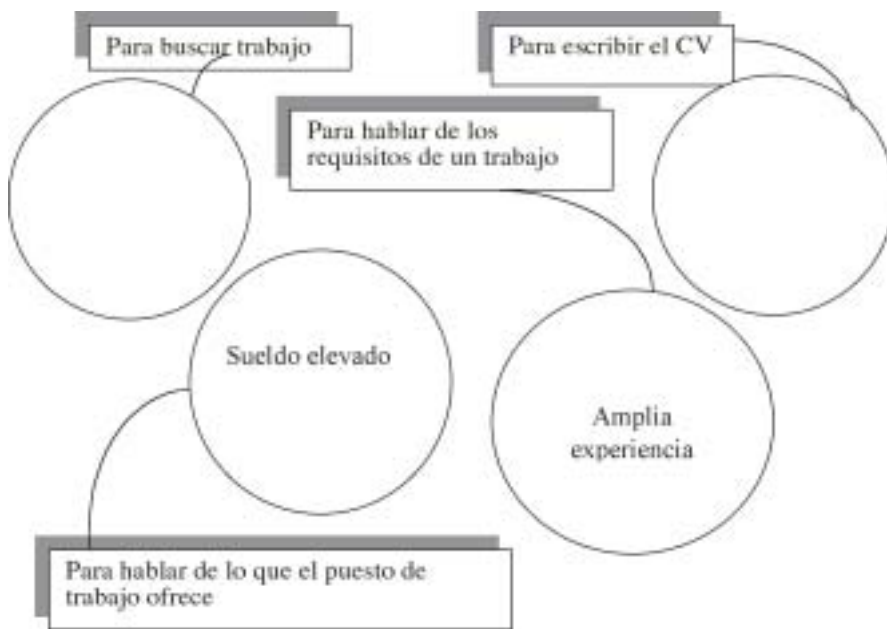 Para buscar trabajo
Para escribir el CV
Para hablar de los
requisitos de un trabajo
Sueldo elevado
Amplia
experiencia
Para hablar de lo que el puesto de
trabajo ofrece